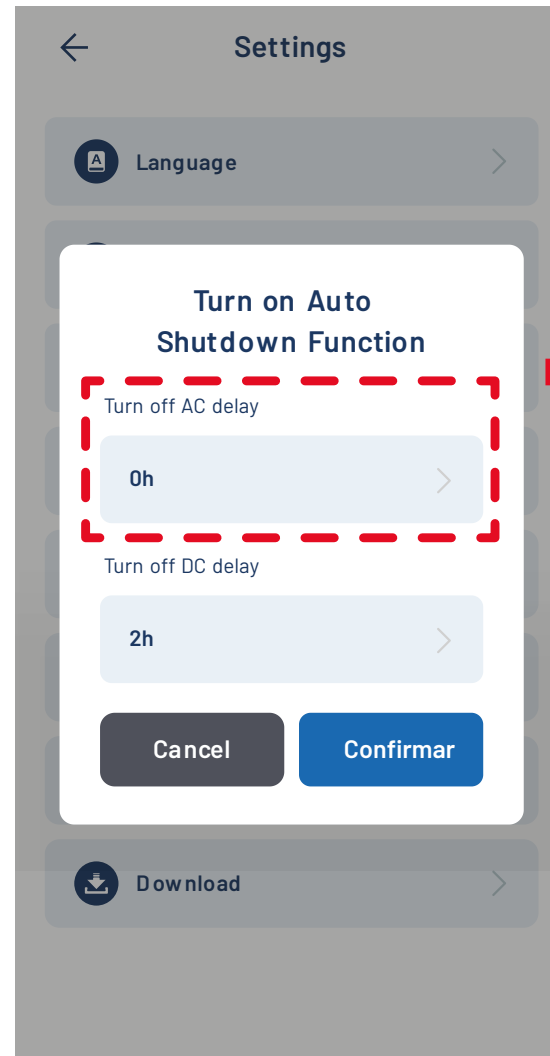 Settings
Language
Turn on Auto
Shutdown Function
Turn off AC delay
0h
Turn off DC delay
2h
Cancel
Confirmar
Download